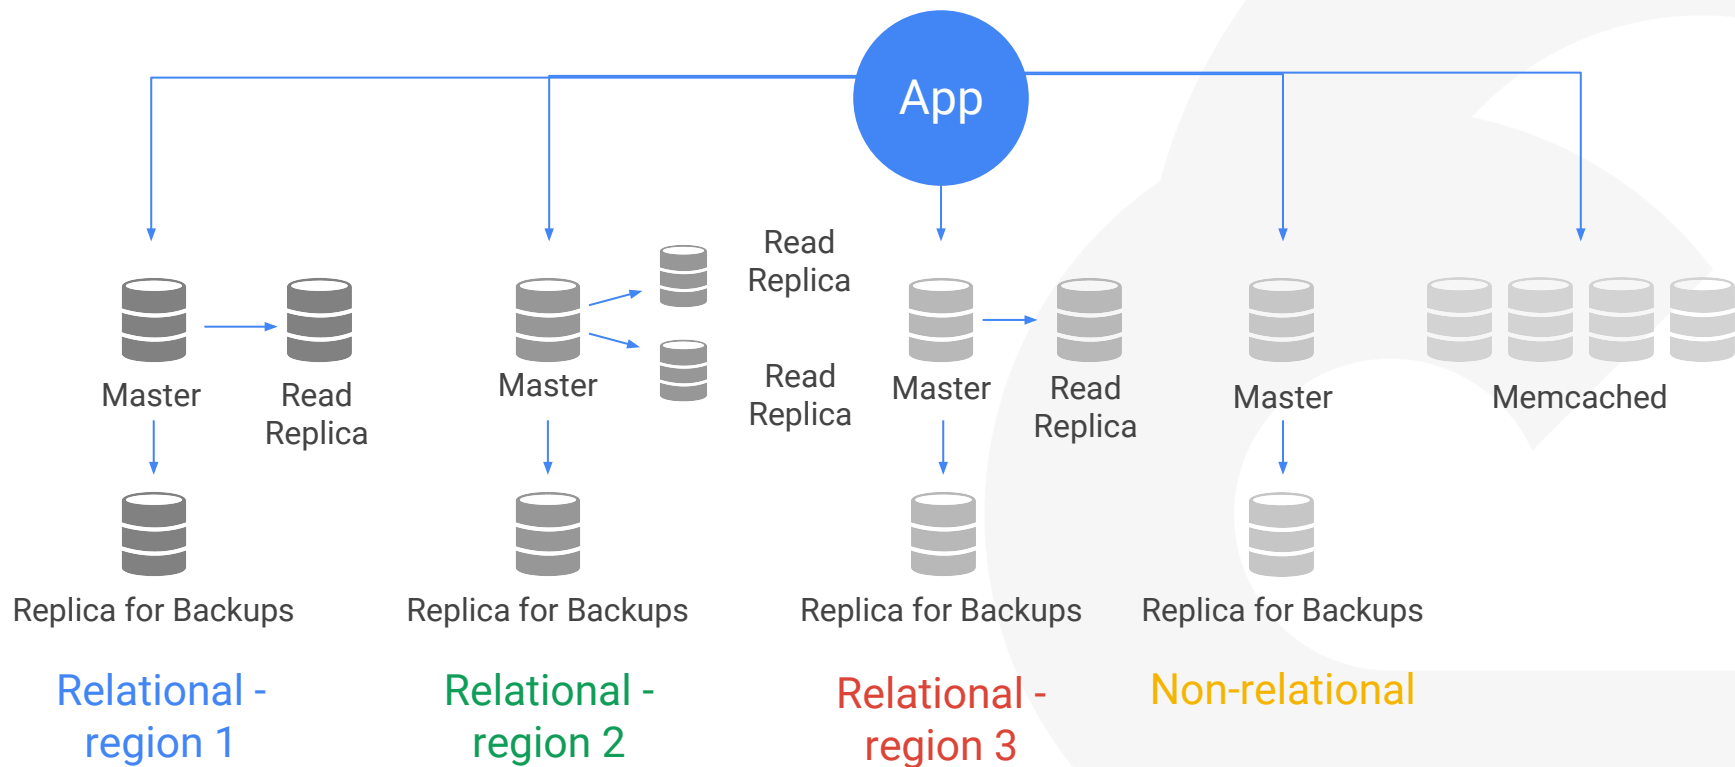 App
Master
Read
Replica
Replica for Backups
Relational -
region 1
Master
Read
Replica
Read
Replica
Replica for Backups
Relational -
region 2
Master
Read
Replica
Replica for Backups
Relational -
region 3
Master
Replica for Backups
Non-relational
Memcached